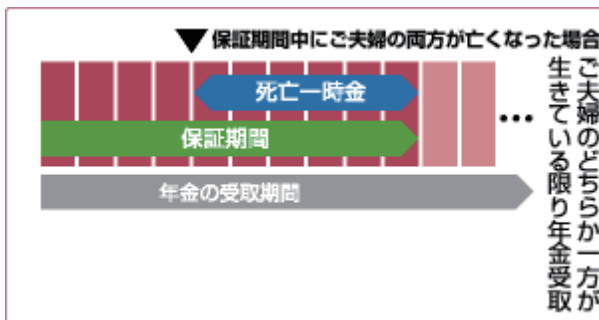 ▼保証期間中にご夫婦の両方が亡くなった場合
死亡一時金
保証期間
年金の受取期間
…
ご夫婦のどちらか一方が
生きている限り年金受取